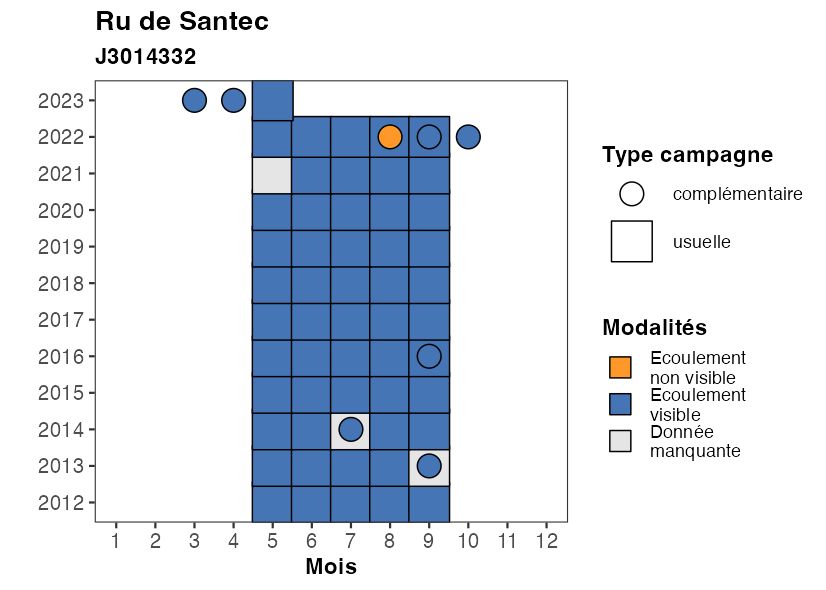 Ru de Santec
J3014332
2023
2022
2021
2020
2019
2018
2017
2016
2015
2014
2013
2012
1 2 3 4 5 6 7 8 9 10 11 12
Mois
Type campagne
complémentaire
usuelle
Modalités
Ecoulement
non visible
Ecoulement
visible
Donnée
manquante